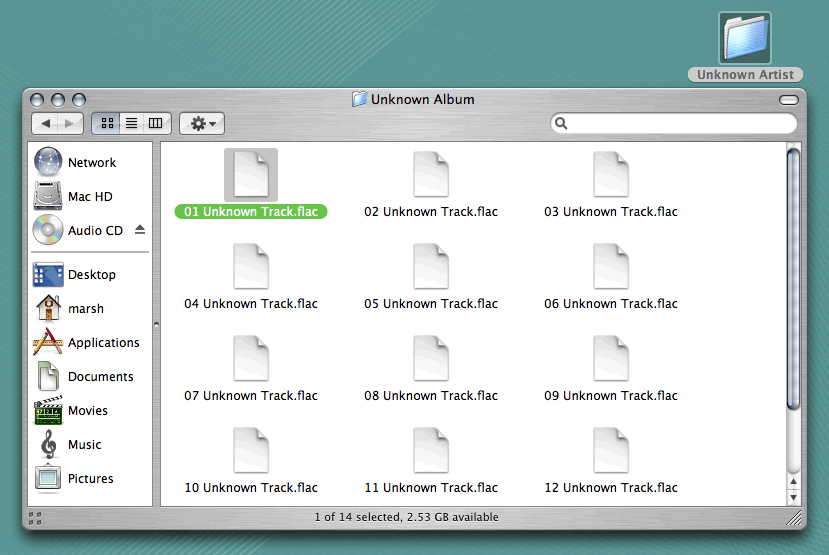 Unknown Artist
Unknown Album
Network
Mac HD
Audio CD
Desktop
marsh
Applications
Documents
Movies
Music
Pictures
01 Unknown Track.flac
02 Unknown Track.flac
03 Unknown Track.flac
04 Unknown Track.flac
05 Unknown Track.flac
06 Unknown Track.flac
07 Unknown Track.flac
08 Unknown Track.flac
09 Unknown Track.flac
10 Unknown Track.flac
11 Unknown Track.flac
12 Unknown Track.flac
1 of 14 selected, 2.53 GB available